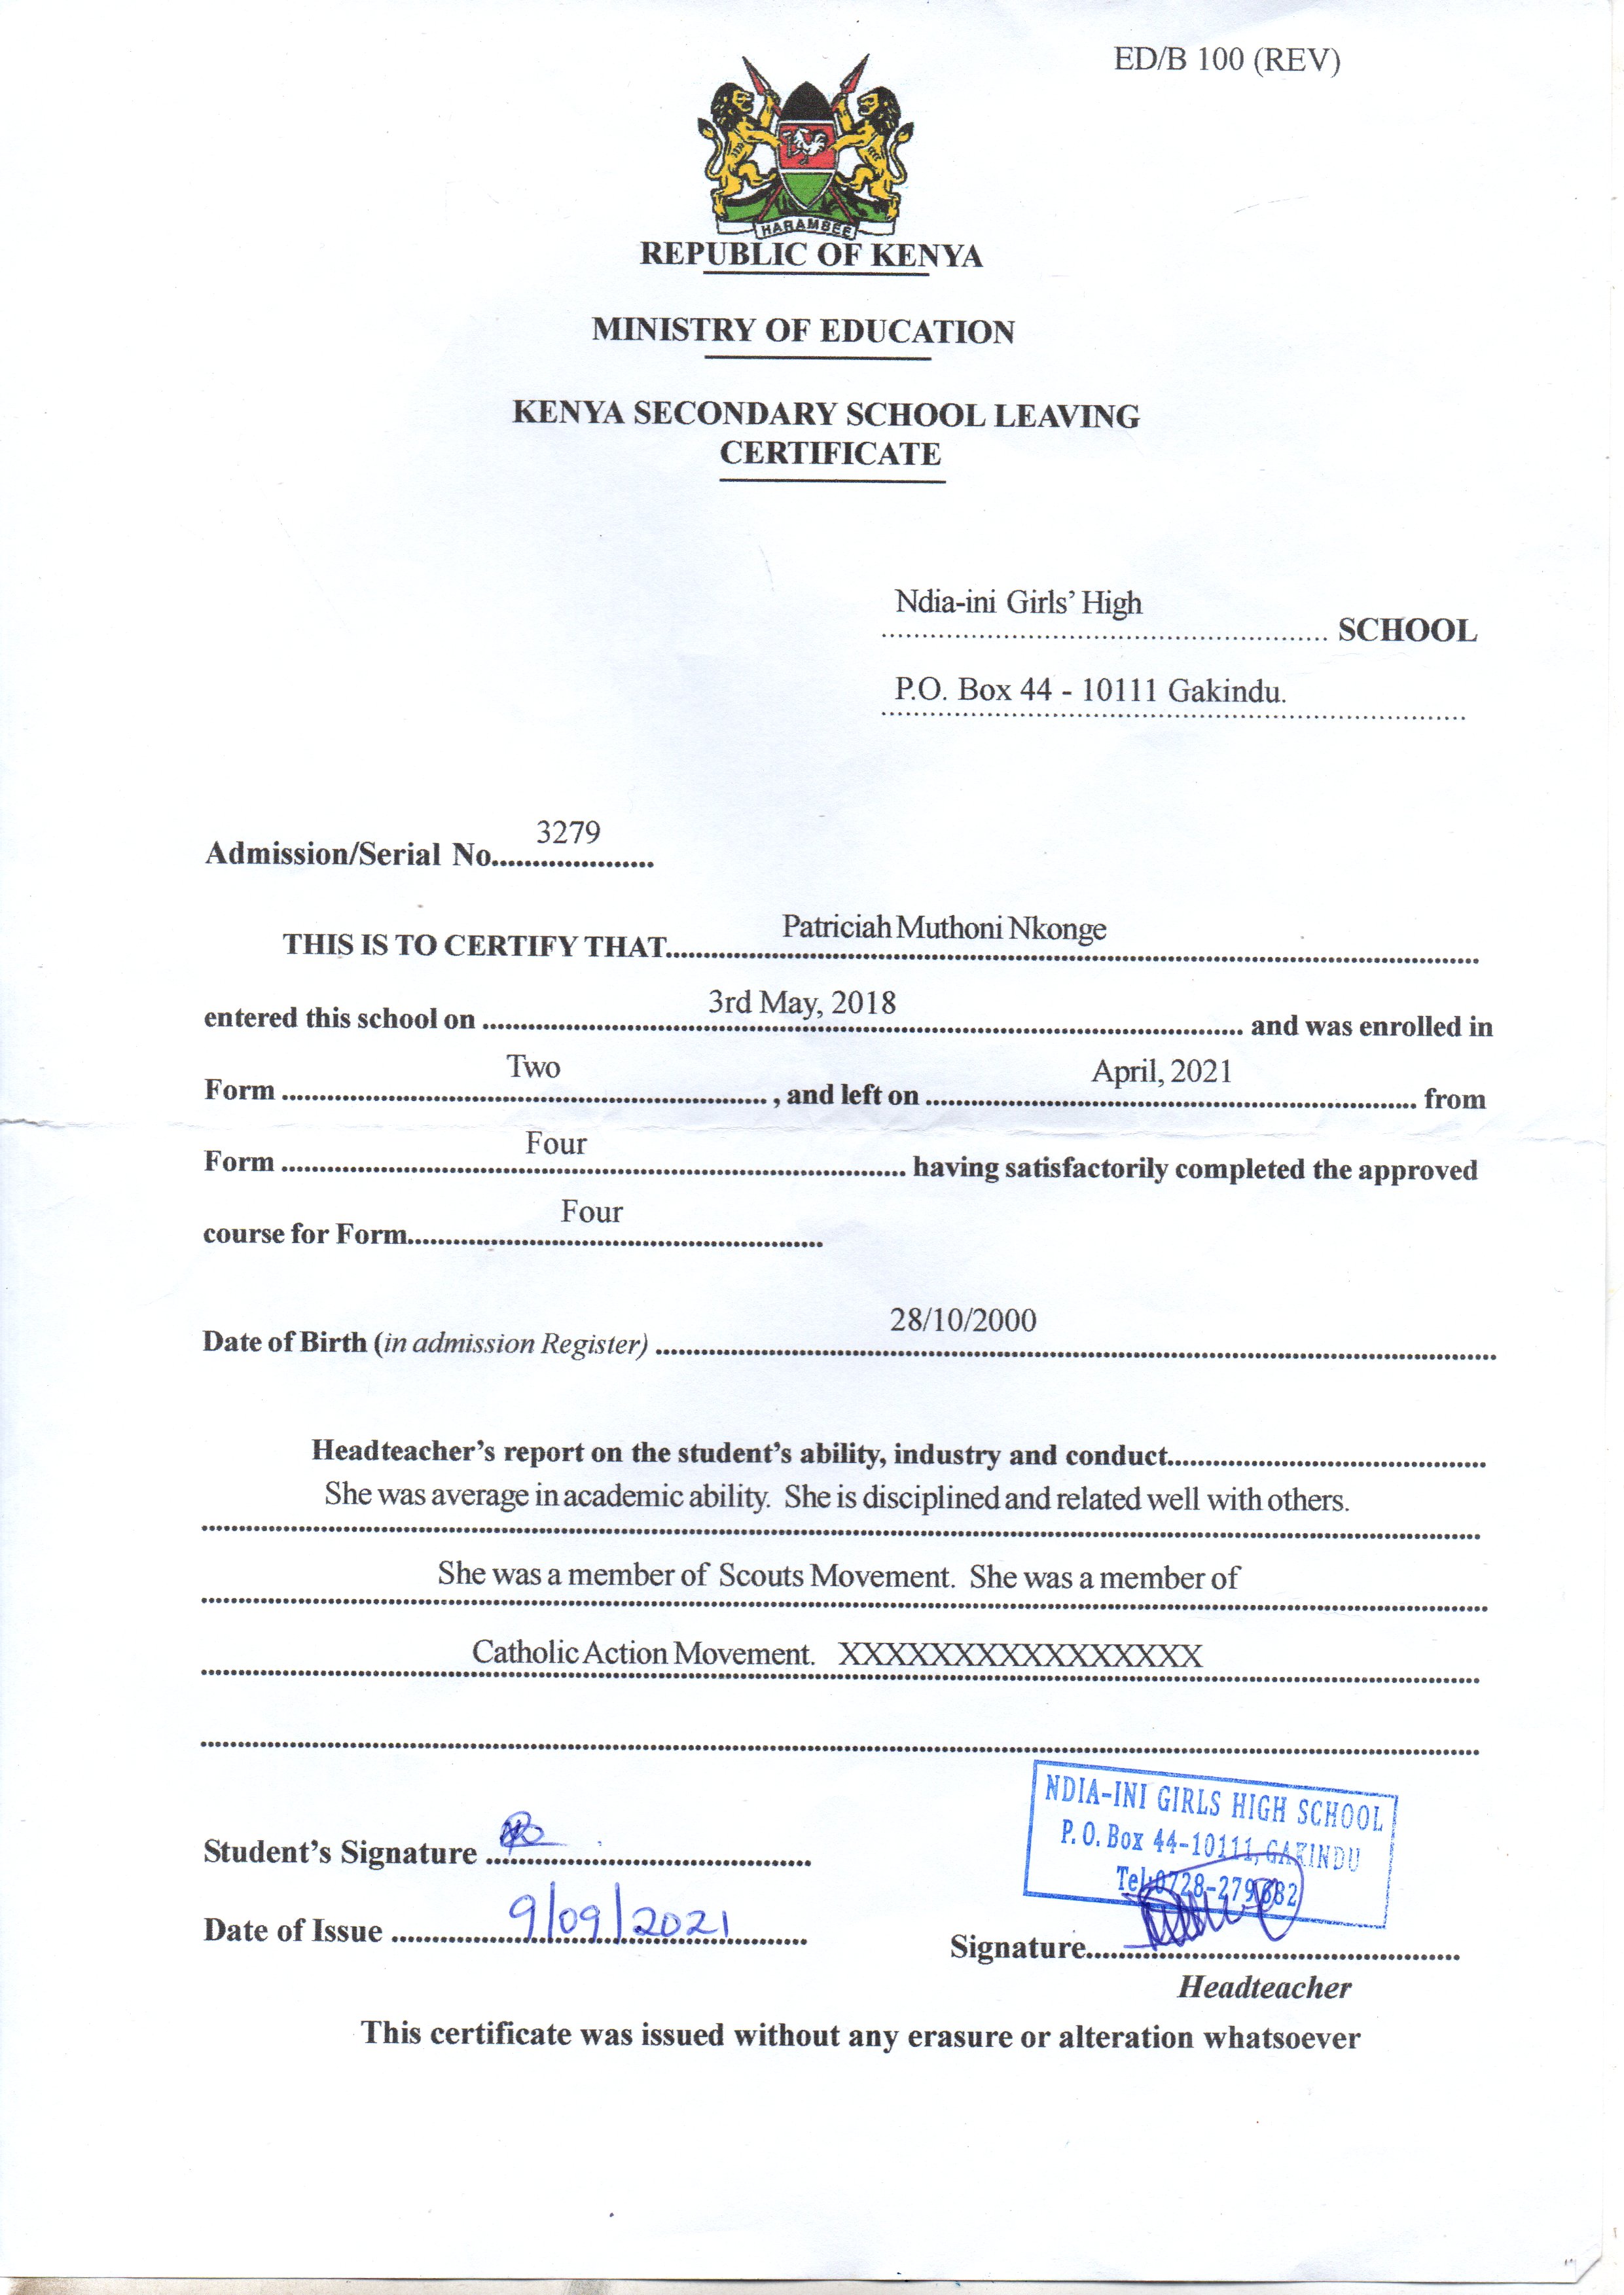 ED/B 100 (REV)
HARAMBEE
REPUBLIC OF KENYA
MINISTRY OF EDUCATION
KENYA SECONDARY SCHOOL LEAVING
CERTIFICATE
Ndia-ini Girls' High
SCHOOL
P.O. Box 44 - 10111 Gakindu.
Admission/Serial No. 3279
THIS IS TO CERTIFY THAT Patriciah Muthoni Nkonge
entered this school on 3rd May, 2018 and was enrolled in
Form Two , and left on April, 2021 from
Form Four having satisfactorily completed the approved
course for Form Four
Date of Birth (in admission Register) 28/10/2000
Headteacher's report on the student's ability, industry and conduct
She was average in academic ability. She is disciplined and related well with others.
She was a member of Scouts Movement. She was a member of
Catholic Action Movement. XXXXXXXXXXXXXXXX
NDIA-INI GIRLS HIGH SCHOOL
P. O. Box 44-10111, GAKINDU
Tel:0728-279682
Student's Signature
Date of Issue 9/09/2021
Signature
Headteacher
This certificate was issued without any erasure or alteration whatsoever